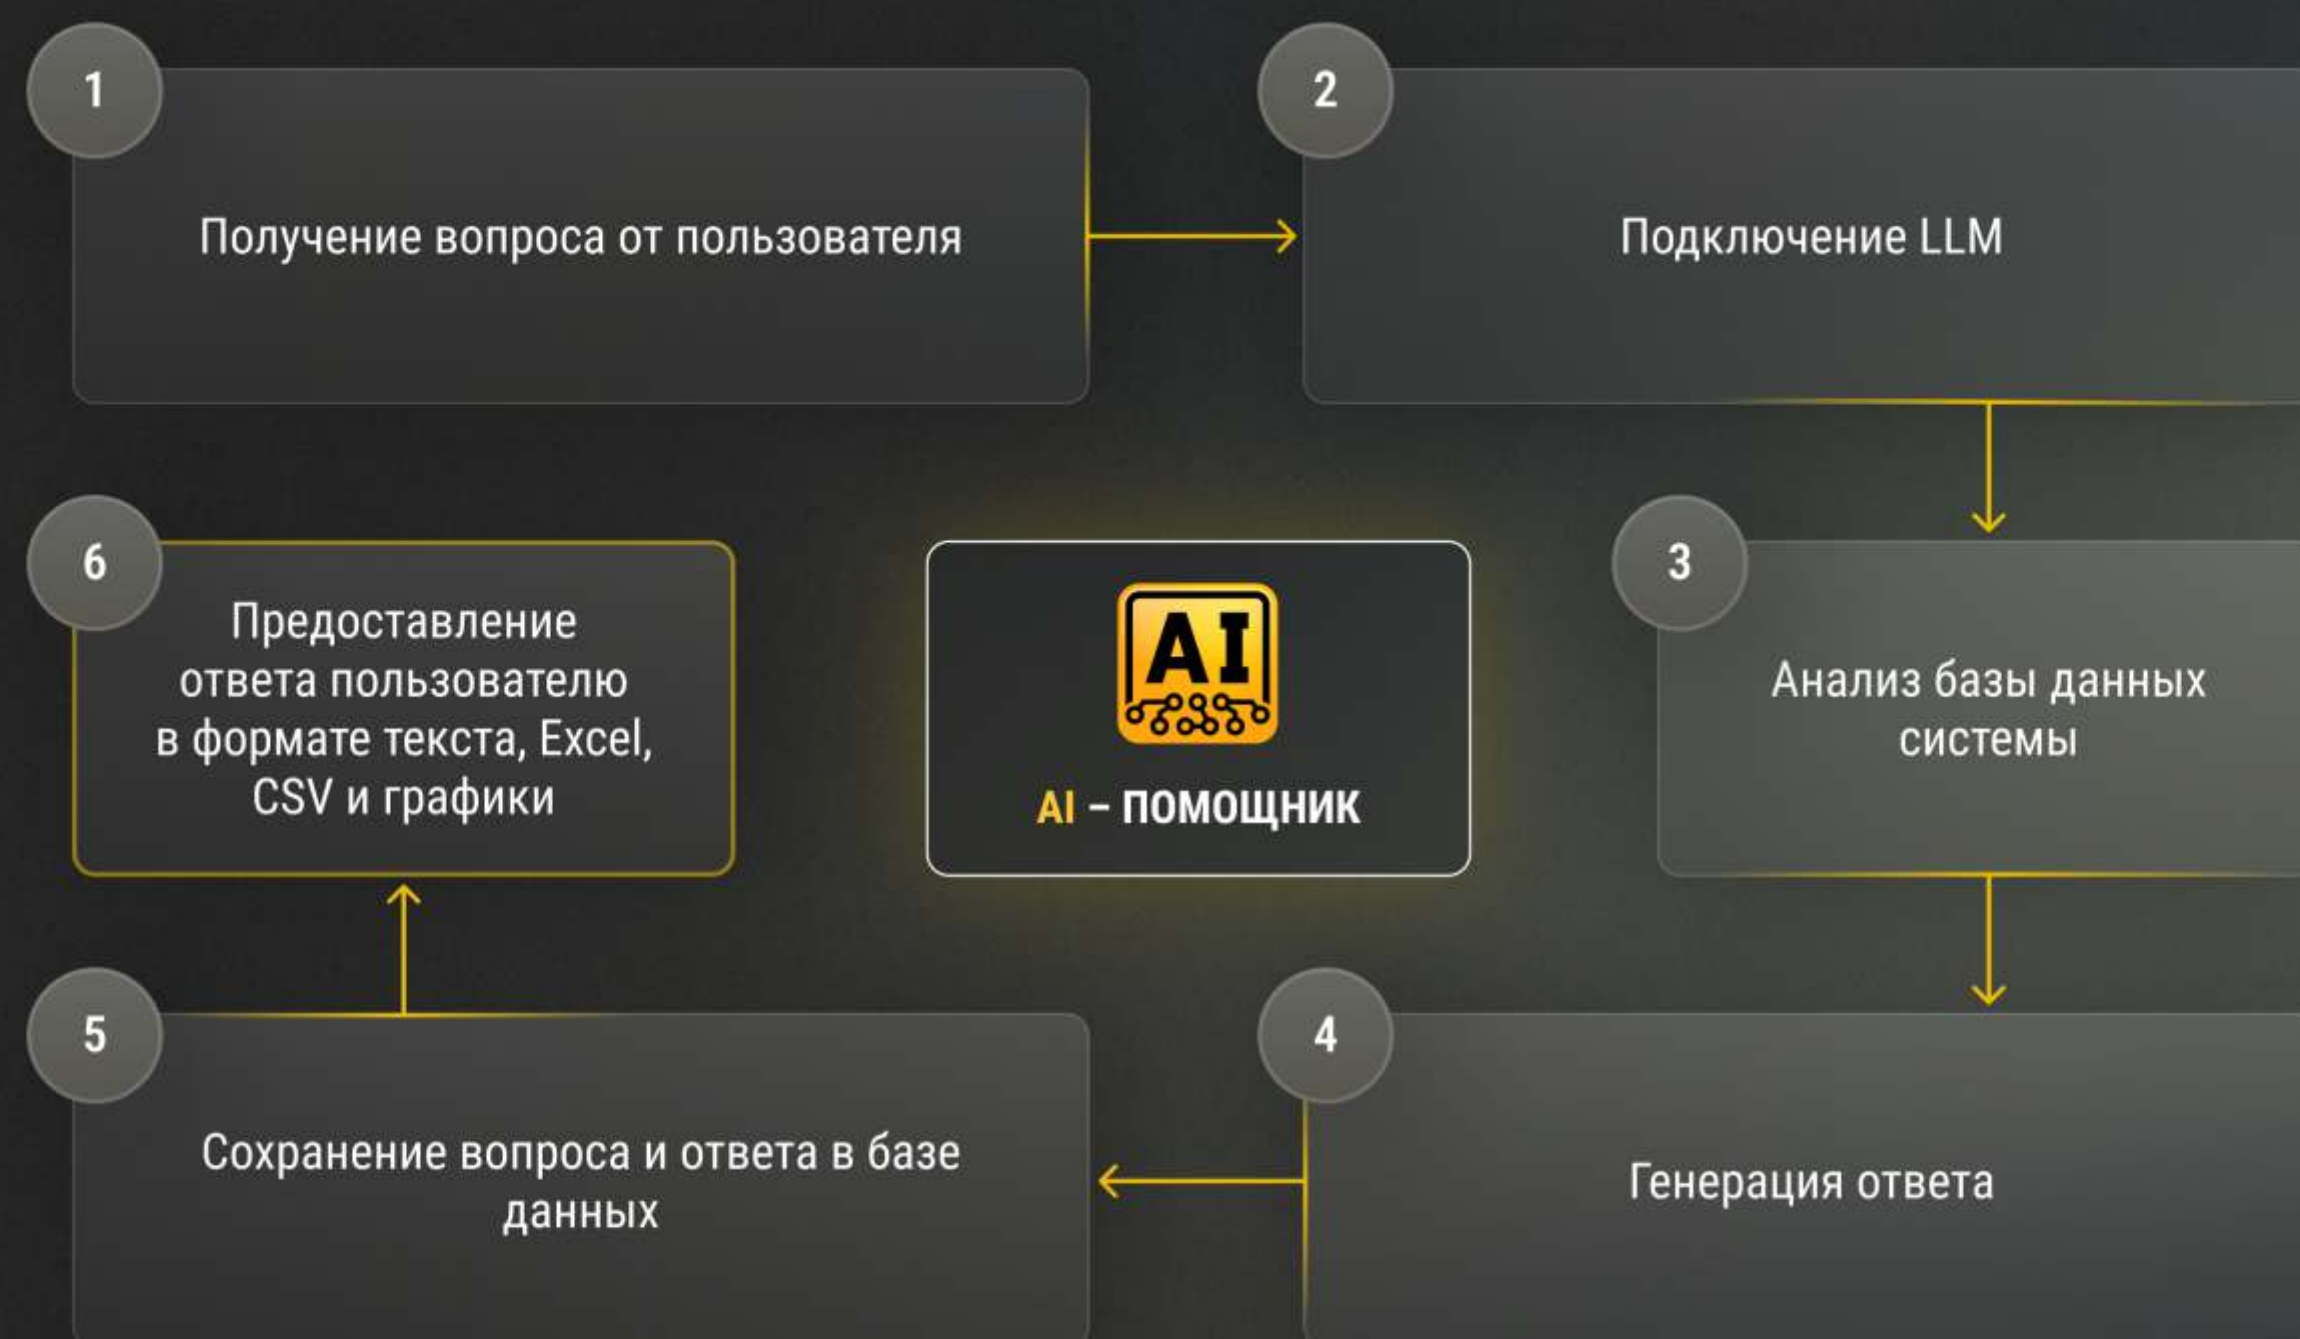 1
Получение вопроса от пользователя
2
Подключение LLM
3
Анализ базы данных
системы
4
Генерация ответа
5
Сохранение вопроса и ответа в базе
данных
6
Предоставление
ответа пользователю
в формате текста, Excel,
CSV и графики
AI
AI – ПОМОЩНИК